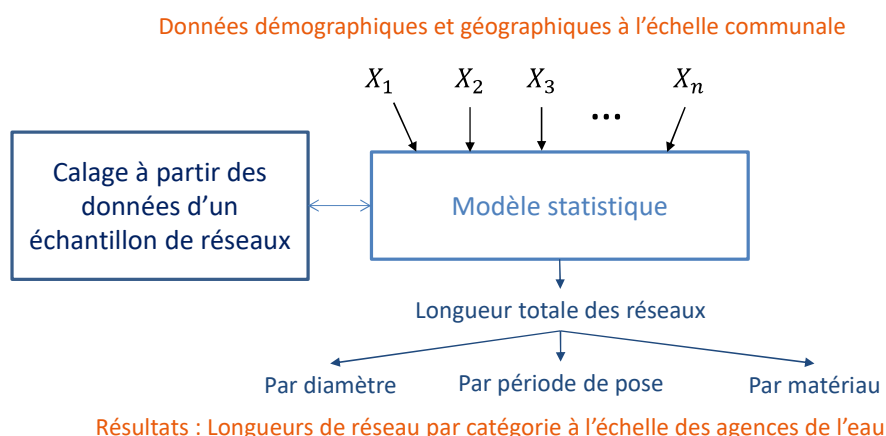 Données démographiques et géographiques à l'échelle communale
X₁ X₂ X₃ ... Xₙ
Calage à partir des
données d'un
échantillon de réseaux
Modèle statistique
Longueur totale des réseaux
Par diamètre Par période de pose Par matériau
Résultats : Longueurs de réseau par catégorie à l'échelle des agences de l'eau